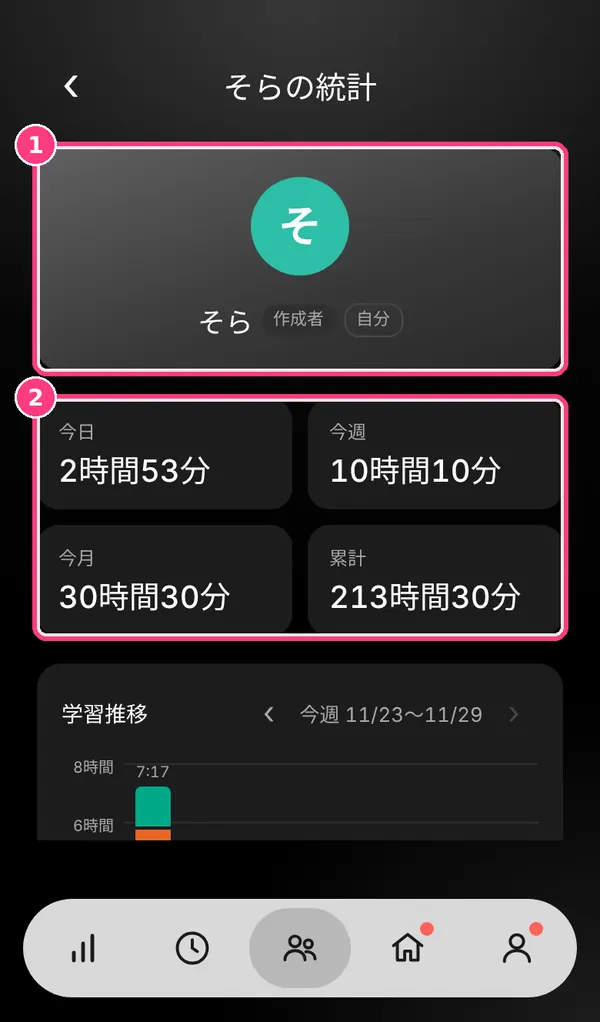 そらの統計
1
そ
そら 作成者 自分
2
今日 今週
2時間53分 10時間10分
今月 累計
30時間30分 213時間30分
学習推移 今週 11/23〜11/29
8時間 7:17
6時間